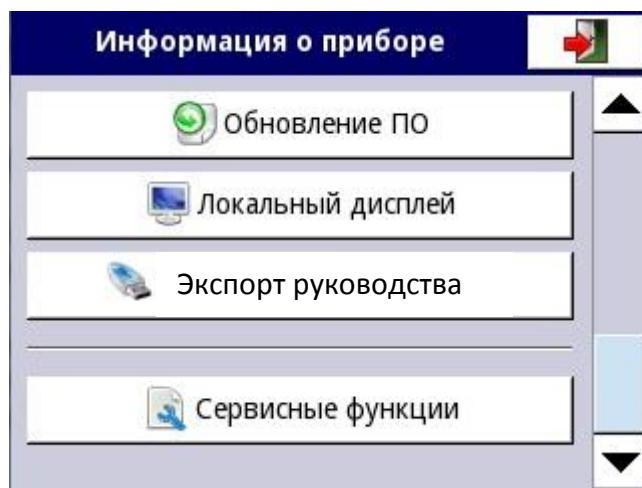 Информация о приборе
Обновление ПО
Локальный дисплей
Экспорт руководства
Сервисные функции